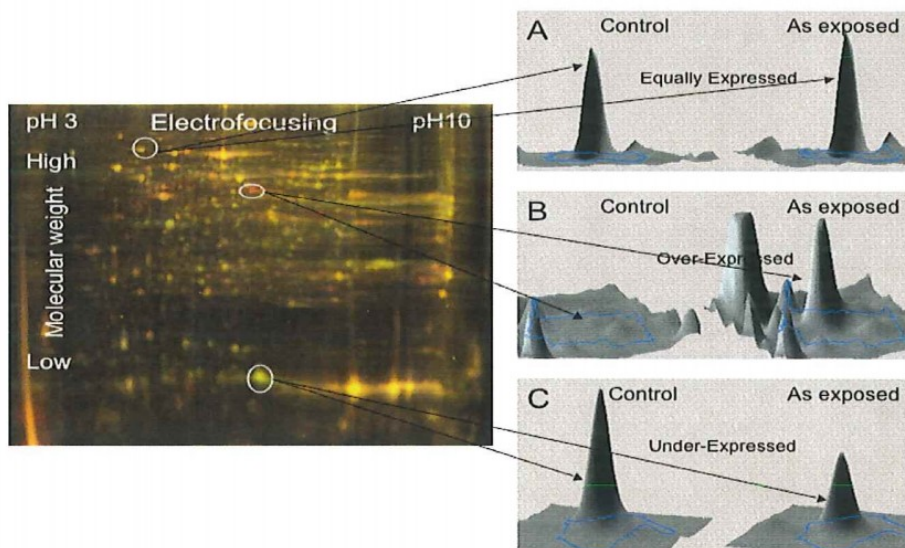 pH 3 Electrofocusing pH10
High
Molecular weight
Low
A Control As exposed
Equally Expressed
B Control As exposed
Over-Expressed
C Control As exposed
Under-Expressed